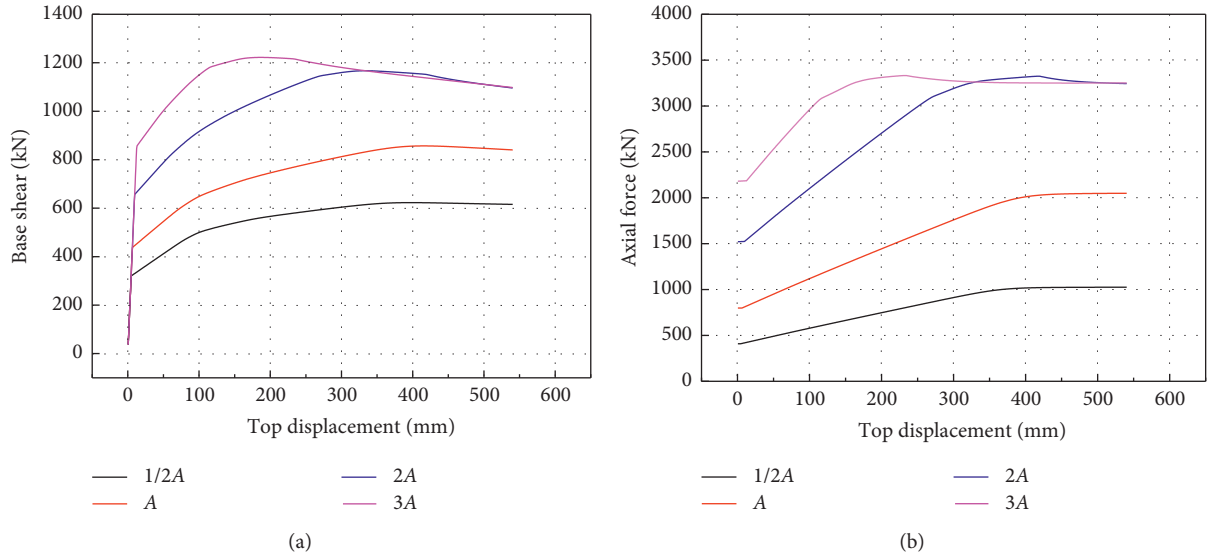 1400
1200
1000
800
600
400
200
0
Base shear (kN)
0 100 200 300 400 500 600
Top displacement (mm)
1/2A 2A
A 3A
(a)
4000
3500
3000
2500
2000
1500
1000
500
0
Axial force (kN)
0 100 200 300 400 500 600
Top displacement (mm)
1/2A 2A
A 3A
(b)